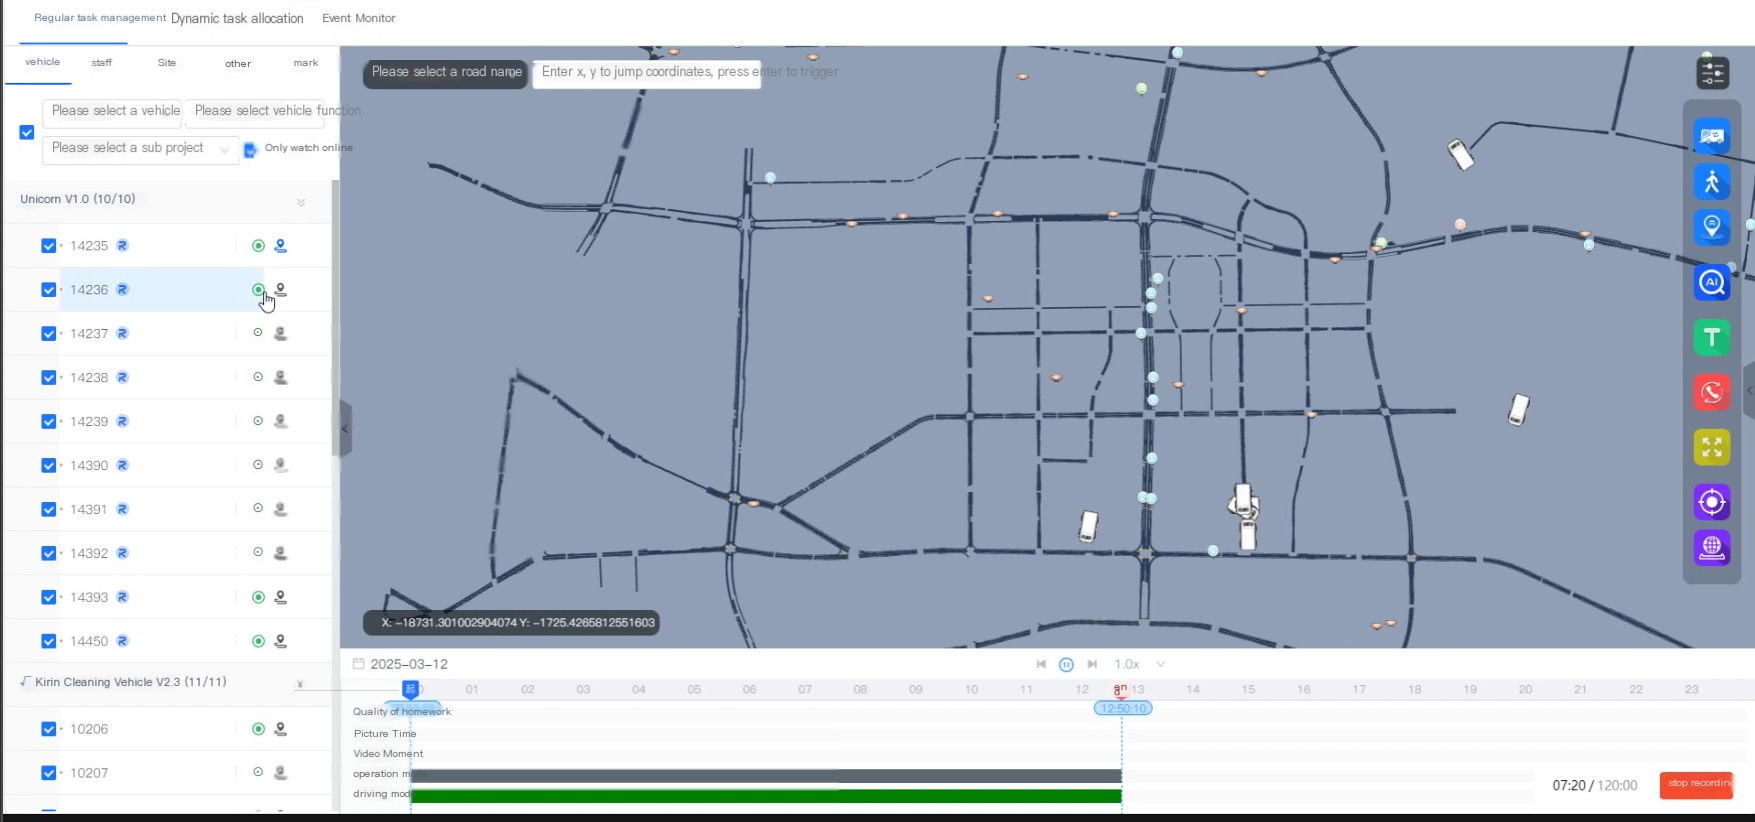 Regular task management Dynamic task allocation Event Monitor
vehicle staff Site other mark
Please select a road name Enter x, y to jump coordinates, press enter to trigger
Please select a vehicle Please select vehicle function
Please select a sub project Only watch online
Unicorn V1.0 (10/10)
14235 R
14236 R
14237 R
14238 R
14239 R
14390 R
14391 R
14392 R
14393 R
14450 R
√ Kirin Cleaning Vehicle V2.3 (11/11)
10206
10207
AI
T
X: -18731.301002904074 Y: -1725.4265812551603
2025-03-12 1.0x
起 0 01 02 03 04 05 06 07 08 09 10 11 12 13 14 15 16 17 18 19 20 21 22 23
Quality of homework 12:50:10
Picture Time
Video Moment
operation m
driving mod
07:20 / 120:00 stop recordin